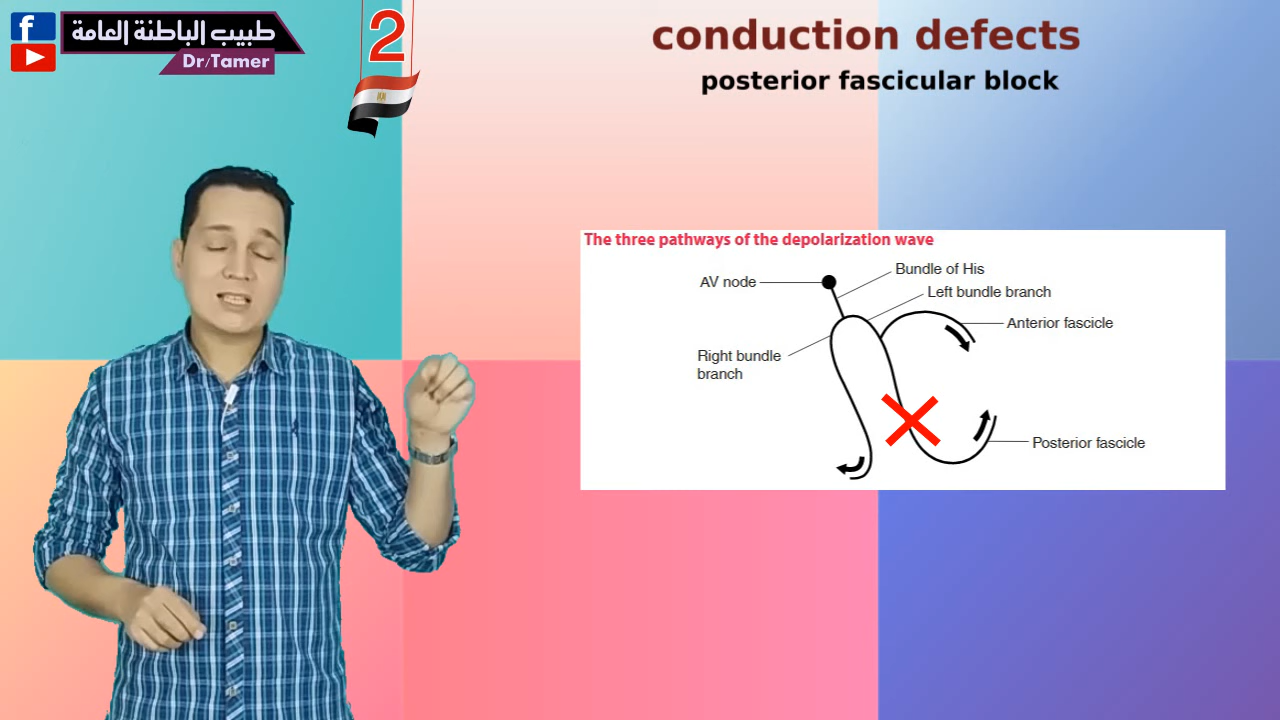 f
طبيب الباطنة العامة
Dr/Tamer
2
conduction defects
posterior fascicular block
The three pathways of the depolarization wave
AV node
Bundle of His
Left bundle branch
Anterior fascicle
Right bundle
branch
Posterior fascicle